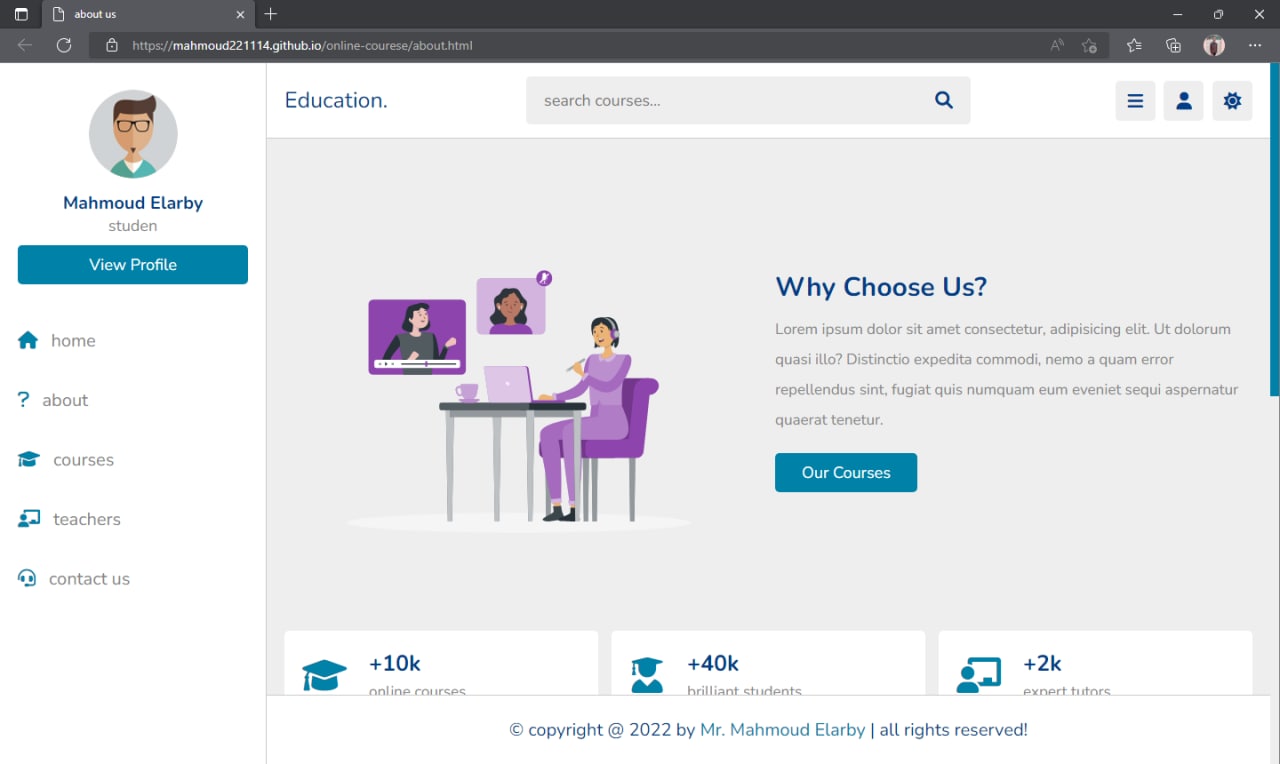 about us
https://mahmoud221114.github.io/online-courese/about.html
Education.
search courses...
Mahmoud Elarby
studen
View Profile
home
about
courses
teachers
contact us
Why Choose Us?
Lorem ipsum dolor sit amet consectetur, adipisicing elit. Ut dolorum
quasi illo? Distinctio expedita commodi, nemo a quam error
repellendus sint, fugiat quis numquam eum eveniet sequi aspernatur
quaerat tenetur.
Our Courses
+10k
online courses
+40k
brilliant students
+2k
expert tutors
© copyright @ 2022 by Mr. Mahmoud Elarby | all rights reserved!